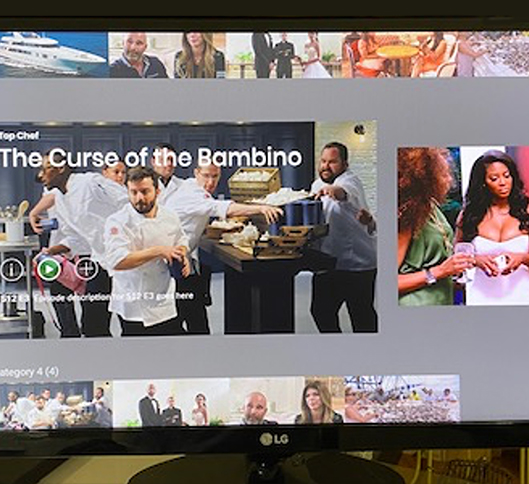 Top Chef
The Curse of the Bambino
S12 E3 Episode description for S12 E3 goes here
ategory 4 (4)
LG